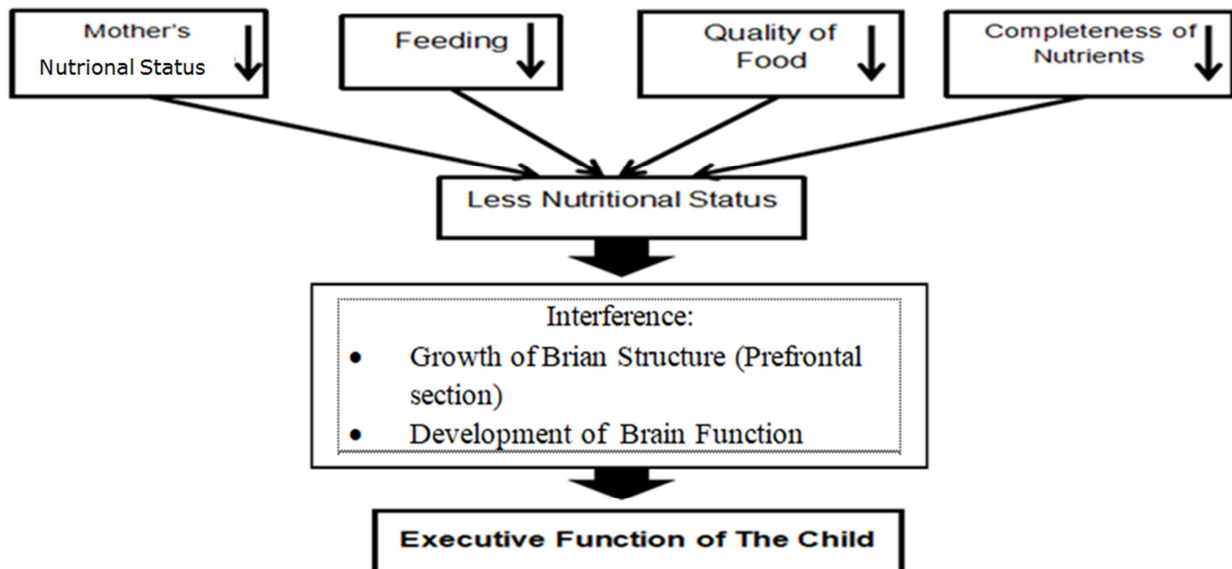 Mother's
Nutrional Status
Feeding
Quality of
Food
Completeness of
Nutrients
Less Nutritional Status
Interference:
• Growth of Brian Structure (Prefrontal
section)
• Development of Brain Function
Executive Function of The Child